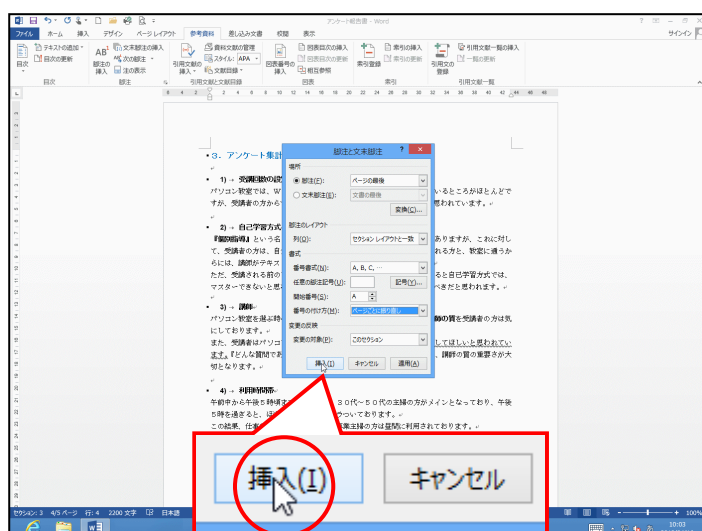 アンケート報告書 - Word
ファイル ホーム 挿入 デザイン ページ レイアウト 参考資料 差し込み文書 校閲 表示 サインイン
目次 テキストの追加 目次の更新 目次
AB 脚注の挿入 文末脚注の挿入 次の脚注 注の表示 脚注
引用文献の挿入 資料文献の管理 スタイル: APA 文献目録 引用文献と文献目録
図表番号の挿入 図表目次の挿入 図表目次の更新 相互参照 図表
索引登録 索引の挿入 索引の更新 索引
引用文の登録 引用文献一覧の挿入 一覧の更新 引用文献一覧
3. アンケート集計
1) → 受講回数の設
パソコン教室では、W
いるところがほとんどで
すが、受講者の方から
思われています。
2) → 自己学習方式
『個別指導』という名
ありますが、これに対し
て、受講者の方は、自
れる方と、教室に通うか
らには、講師がテキス
ただ、受講される前の
ると自己学習方式では、
マスターできないと思
べきだと思われます。
3) → 講師
パソコン教室を選ぶ時
師の質を受講者の方は気
にしております。
また、受講者はパソコ
してほしいと思われてい
ます。『どんな質問であ
、講師の質の重要さが大
切となります。
4) → 利用時間帯
午前中から午後5時頃ま
30代~50代の主婦の方がメインとなっており、午後
5時を過ぎると、ほ
ついております。
この結果、仕事
業主婦の方は昼間に利用されております。
脚注と文末脚注 ?
場所
脚注(F): ページの最後
文末脚注(E): 文書の最後
変換(C)...
脚注のレイアウト
列(O): セクション レイアウトと一致
書式
番号書式(N): A, B, C, …
任意の脚注記号(U): 記号(Y)...
開始番号(S): A
番号の付け方(M): ページごとに振り直し
変更の反映
変更の対象(P): このセクション
挿入(I) キャンセル 適用(A)
挿入(I) キャンセル
セクション: 3 4/5 ページ 行: 4 2200 文字 日本語 100%
10:03